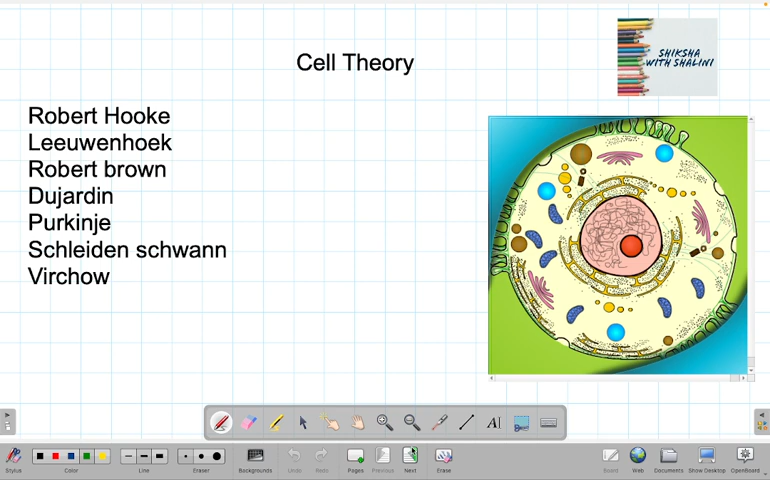 Cell Theory
SHIKSHA
WITH SHALINI
Robert Hooke
Leeuwenhoek
Robert brown
Dujardin
Purkinje
Schleiden schwann
Virchow
Stylus
Color
Line
Eraser
Backgrounds
Undo
Redo
Pages
Previous
Next
Erase
Board
Web
Documents
Show Desktop
OpenBoard